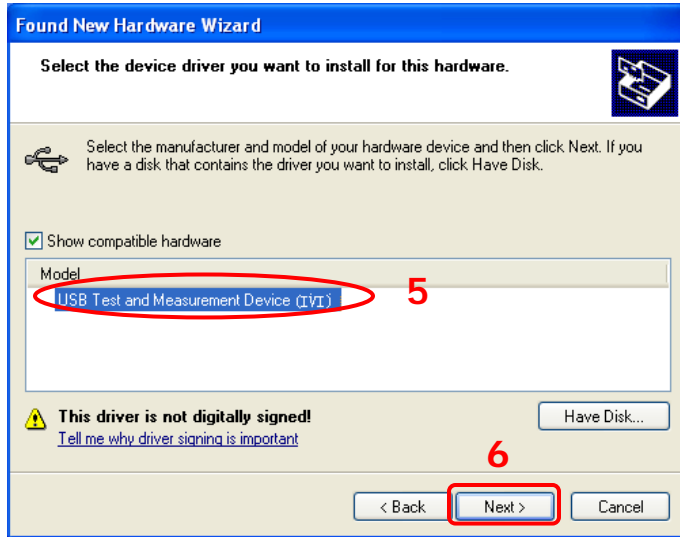 Found New Hardware Wizard
Select the device driver you want to install for this hardware.
Select the manufacturer and model of your hardware device and then click Next. If you
have a disk that contains the driver you want to install, click Have Disk.
Show compatible hardware
Model
USB Test and Measurement Device (IVI)
5
This driver is not digitally signed!
Have Disk...
Tell me why driver signing is important
6
< Back
Next >
Cancel